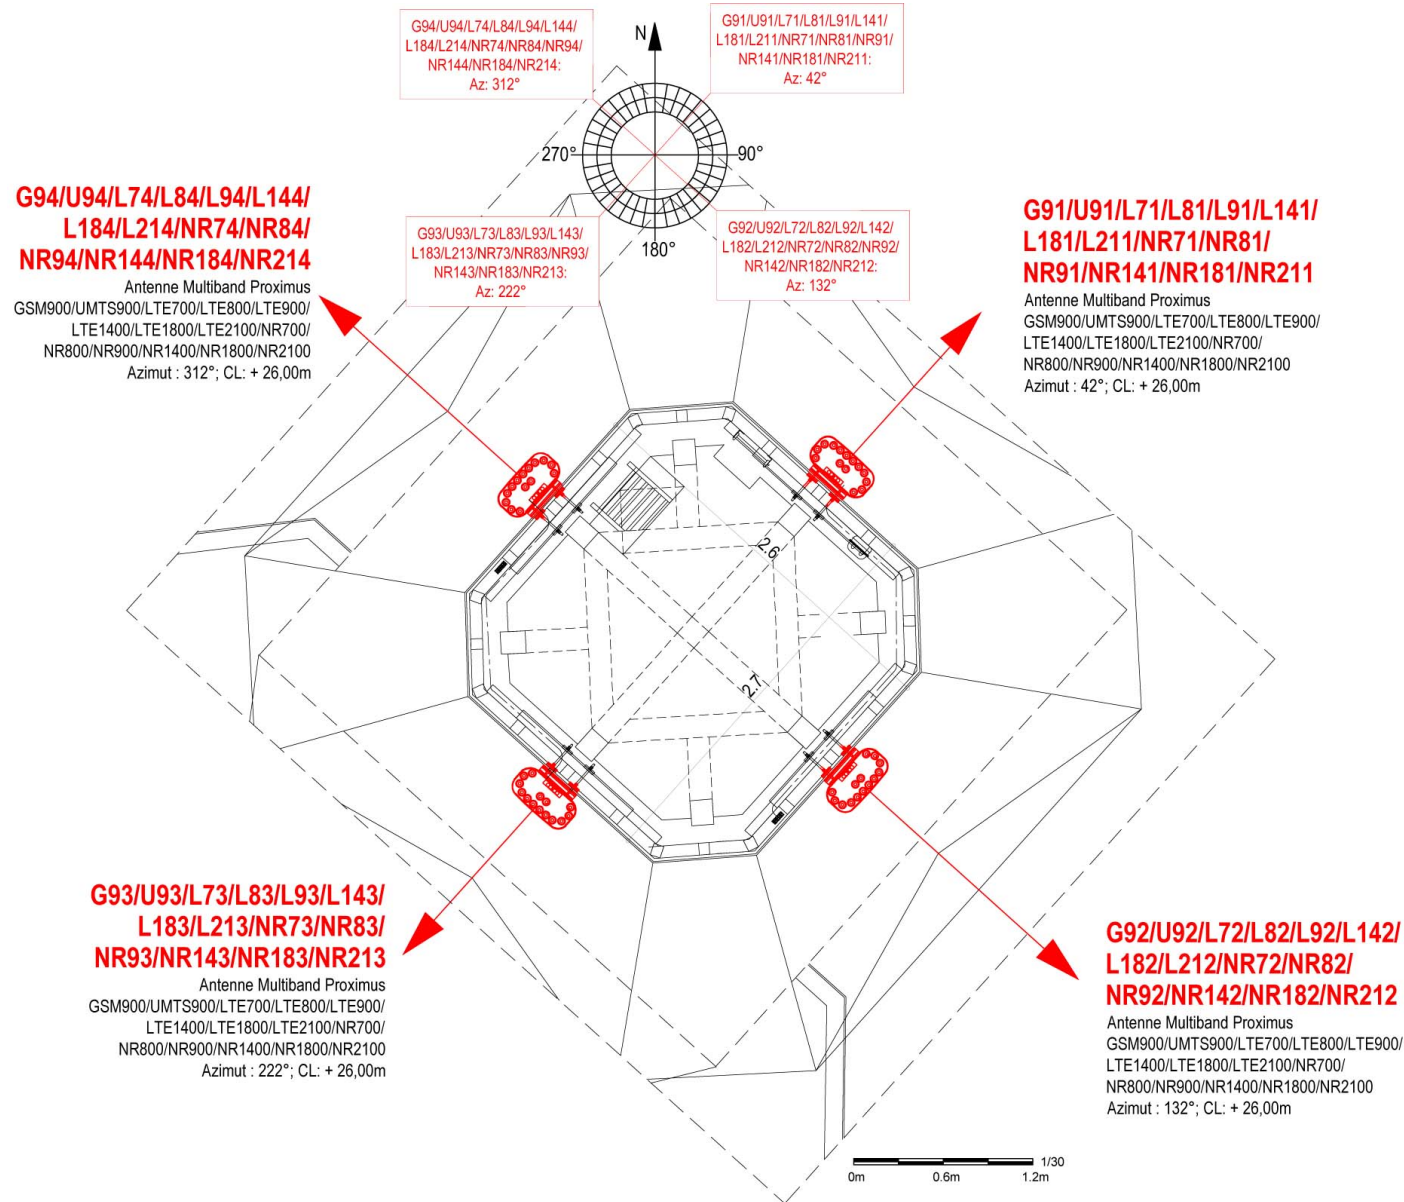 G94/U94/L74/L84/L94/L144/
L184/L214/NR74/NR84/NR94/
NR144/NR184/NR214:
Az: 312°
N
G91/U91/L71/L81/L91/L141/
L181/L211/NR71/NR81/NR91/
NR141/NR181/NR211:
Az: 42°
270°
90°
180°
G93/U93/L73/L83/L93/L143/
L183/L213/NR73/NR83/NR93/
NR143/NR183/NR213:
Az: 222°
G92/U92/L72/L82/L92/L142/
L182/L212/NR72/NR82/NR92/
NR142/NR182/NR212:
Az: 132°
G94/U94/L74/L84/L94/L144/
L184/L214/NR74/NR84/
NR94/NR144/NR184/NR214
Antenne Multiband Proximus
GSM900/UMTS900/LTE700/LTE800/LTE900/
LTE1400/LTE1800/LTE2100/NR700/
NR800/NR900/NR1400/NR1800/NR2100
Azimut : 312°; CL: + 26,00m
G91/U91/L71/L81/L91/L141/
L181/L211/NR71/NR81/
NR91/NR141/NR181/NR211
Antenne Multiband Proximus
GSM900/UMTS900/LTE700/LTE800/LTE900/
LTE1400/LTE1800/LTE2100/NR700/
NR800/NR900/NR1400/NR1800/NR2100
Azimut : 42°; CL: + 26,00m
2.6
2.7
G93/U93/L73/L83/L93/L143/
L183/L213/NR73/NR83/
NR93/NR143/NR183/NR213
Antenne Multiband Proximus
GSM900/UMTS900/LTE700/LTE800/LTE900/
LTE1400/LTE1800/LTE2100/NR700/
NR800/NR900/NR1400/NR1800/NR2100
Azimut : 222°; CL: + 26,00m
G92/U92/L72/L82/L92/L142/
L182/L212/NR72/NR82/
NR92/NR142/NR182/NR212
Antenne Multiband Proximus
GSM900/UMTS900/LTE700/LTE800/LTE900/
LTE1400/LTE1800/LTE2100/NR700/
NR800/NR900/NR1400/NR1800/NR2100
Azimut : 132°; CL: + 26,00m
1/30
0m 0.6m 1.2m